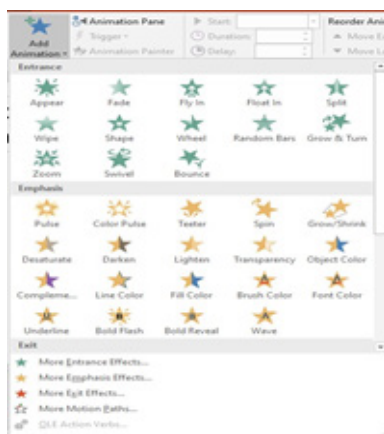 Add Animation
Animation Pane
Trigger
Animation Painter
Start:
Duration:
Delay:
Reorder Ani
Move E
Move L
Entrance
Appear Fade Fly In Float In Split
Wipe Shape Wheel Random Bars Grow & Turn
Zoom Swivel Bounce
Emphasis
Pulse Color Pulse Teeter Spin Grow/Shrink
Desaturate Darken Lighten Transparency Object Color
Compleme... Line Color Fill Color Brush Color Font Color
Underline Bold Flash Bold Reveal Wave
Exit
More Entrance Effects...
More Emphasis Effects...
More Exit Effects...
More Motion Paths...
OLE Action Verbs...